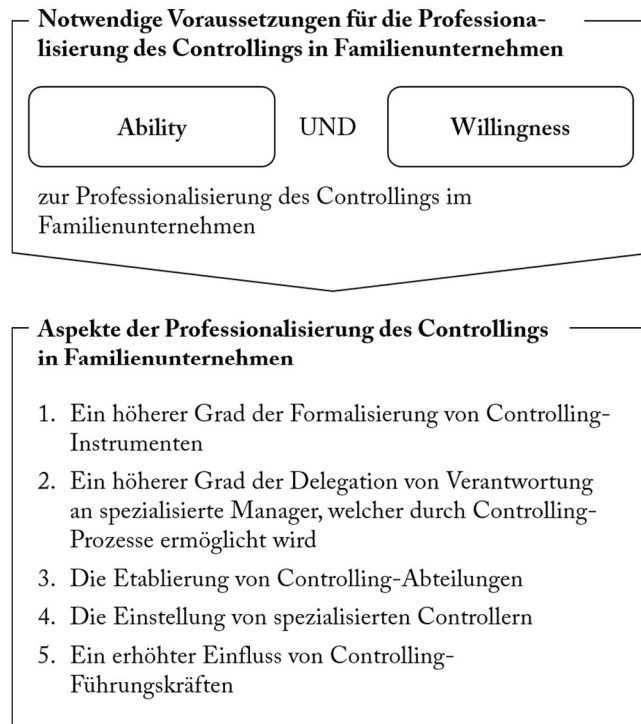 Notwendige Voraussetzungen für die Professiona-
lisierung des Controllings in Familienunternehmen
Ability UND Willingness
zur Professionalisierung des Controllings im
Familienunternehmen
Aspekte der Professionalisierung des Controllings
in Familienunternehmen
1. Ein höherer Grad der Formalisierung von Controlling-
Instrumenten
2. Ein höherer Grad der Delegation von Verantwortung
an spezialisierte Manager, welcher durch Controlling-
Prozesse ermöglicht wird
3. Die Etablierung von Controlling-Abteilungen
4. Die Einstellung von spezialisierten Controllern
5. Ein erhöhter Einfluss von Controlling-
Führungskräften